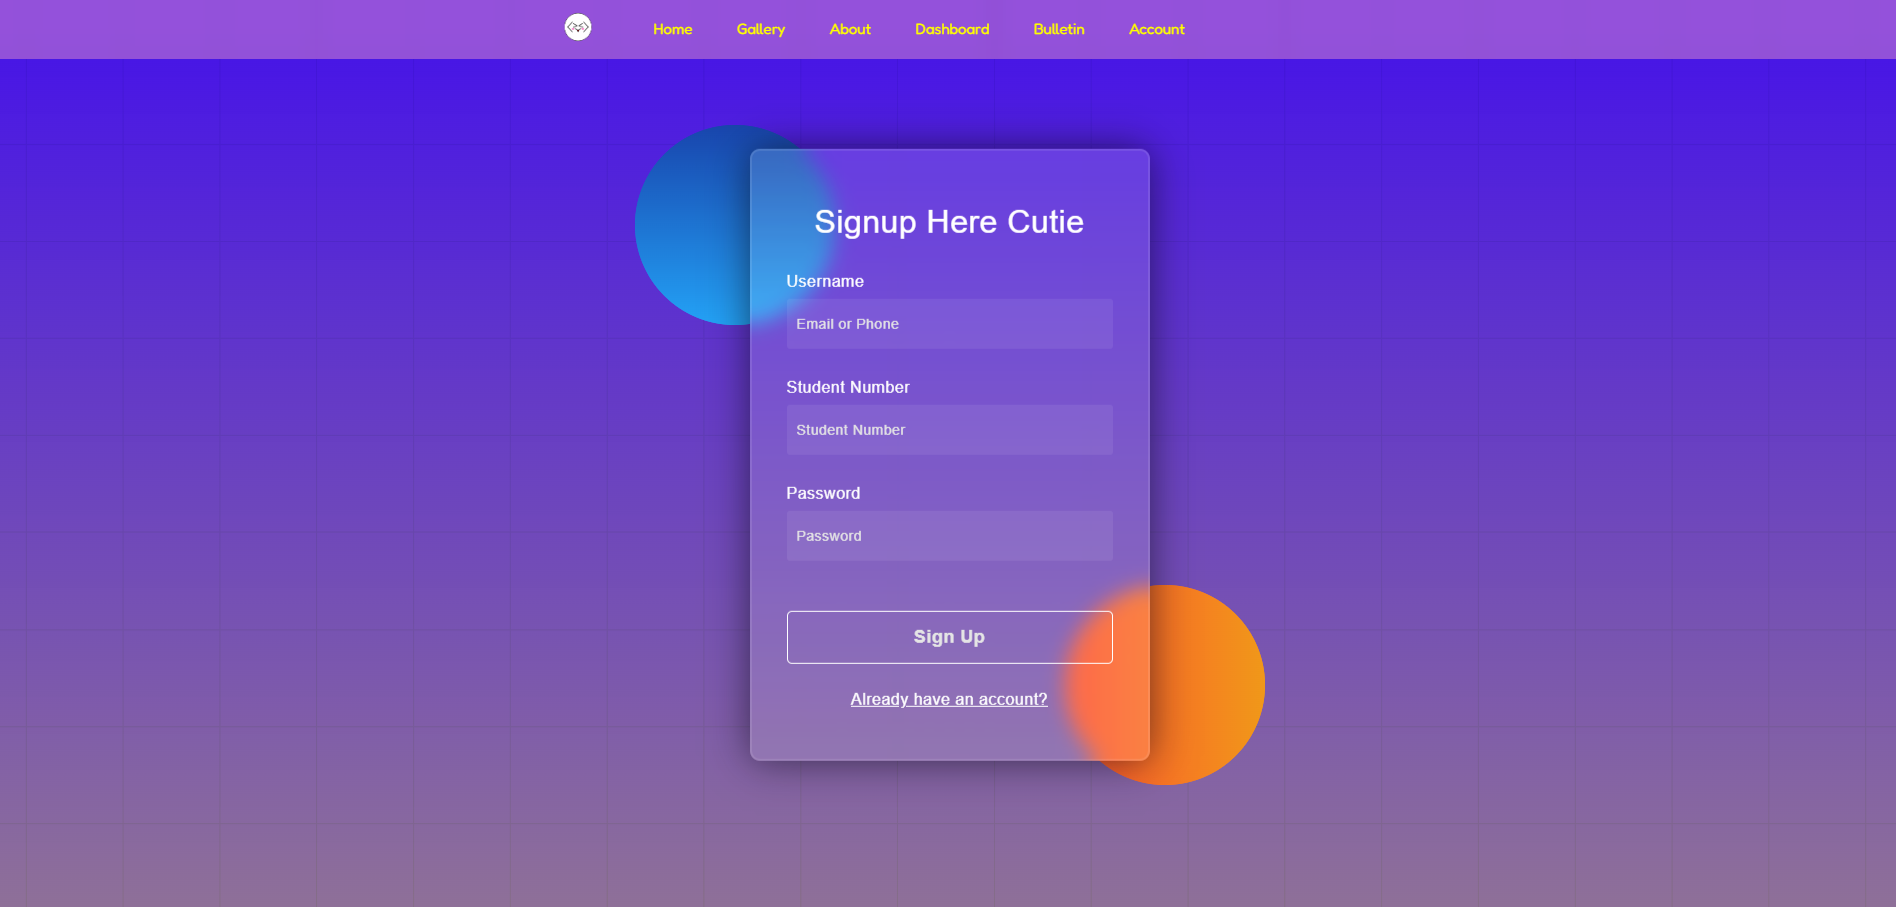 Home Gallery About Dashboard Bulletin Account
Signup Here Cutie
Username
Email or Phone
Student Number
Student Number
Password
Password
Sign Up
Already have an account?